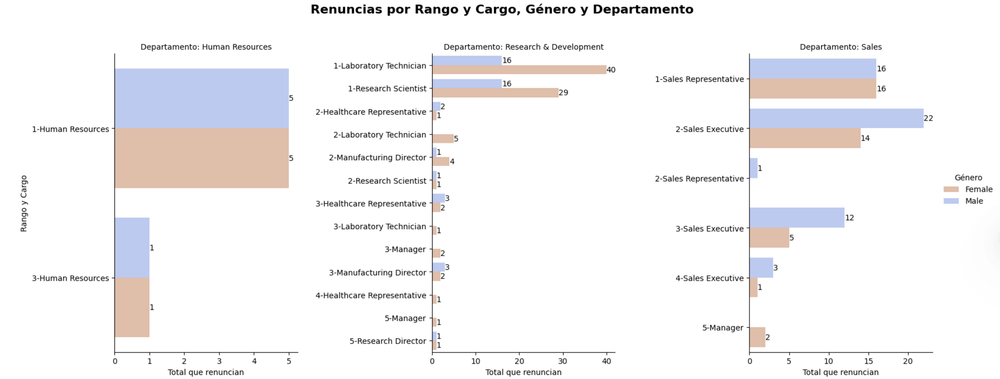 Renuncias por Rango y Cargo, Género y Departamento
Departamento: Human Resources
Rango y Cargo
1-Human Resources
5
5
3-Human Resources
1
1
0 1 2 3 4 5
Total que renuncian
Departamento: Research & Development
1-Laboratory Technician
16
40
1-Research Scientist
16
29
2-Healthcare Representative
2
1
2-Laboratory Technician
5
2-Manufacturing Director
1
4
2-Research Scientist
1
1
3-Healthcare Representative
3
2
3-Laboratory Technician
1
3-Manager
2
3-Manufacturing Director
3
2
4-Healthcare Representative
1
5-Manager
1
5-Research Director
1
1
0 10 20 30 40
Total que renuncian
Departamento: Sales
1-Sales Representative
16
16
2-Sales Executive
22
14
2-Sales Representative
1
3-Sales Executive
12
5
4-Sales Executive
3
1
5-Manager
2
0 5 10 15 20
Total que renuncian
Género
Female
Male